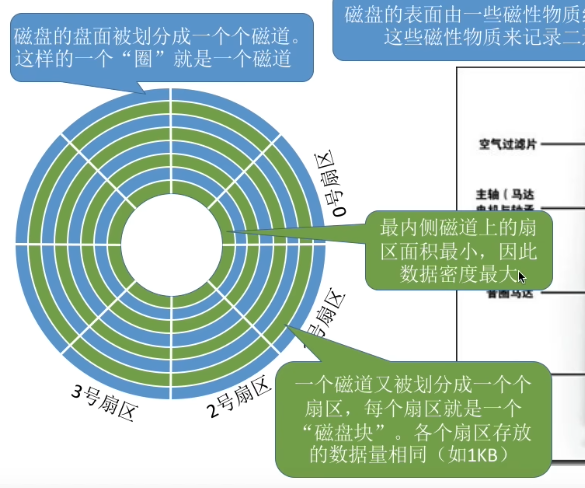 磁盘的盘面被划分成一个个磁道。
这样的一个“圈”就是一个磁道
磁盘的表面由一些磁性物质
这些磁性物质来记录二
空气过滤片
主轴（马达
0号扇区
最内侧磁道上的扇
区面积最小，因此
数据密度最大
音圈马达
号扇区
2号扇区
3号扇区
一个磁道又被划分成一个个
扇区，每个扇区就是一个
“磁盘块”。各个扇区存放
的数据量相同（如1KB）